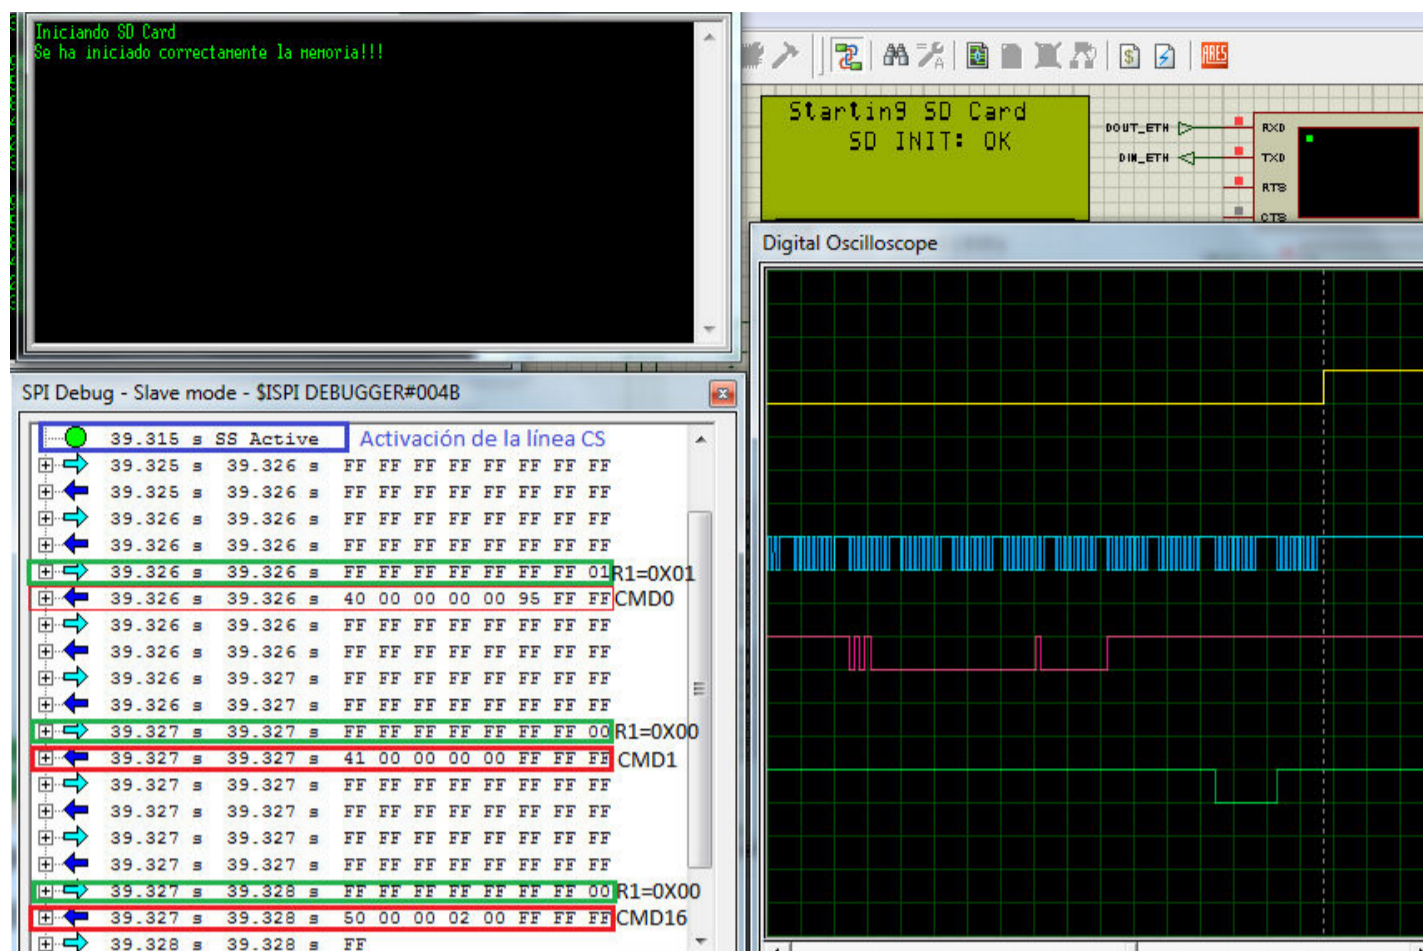 Iniciando SD Card
Se ha iniciado correctamente la memoria!!!
ARES
Starting SD Card
SD INIT: OK
DOUT_ETH
DIN_ETH
RXD
TXD
RTS
CTS
Digital Oscilloscope
SPI Debug - Slave mode - $ISPI DEBUGGER#004B
39.315 s SS Active Activación de la línea CS
39.325 s 39.326 s FF FF FF FF FF FF FF FF
39.325 s 39.326 s FF FF FF FF FF FF FF FF
39.326 s 39.326 s FF FF FF FF FF FF FF FF
39.326 s 39.326 s FF FF FF FF FF FF FF FF
39.326 s 39.326 s FF FF FF FF FF FF FF 01 R1=0X01
39.326 s 39.326 s 40 00 00 00 00 95 FF FF CMD0
39.326 s 39.326 s FF FF FF FF FF FF FF FF
39.326 s 39.326 s FF FF FF FF FF FF FF FF
39.326 s 39.327 s FF FF FF FF FF FF FF FF
39.326 s 39.327 s FF FF FF FF FF FF FF FF
39.327 s 39.327 s FF FF FF FF FF FF FF 00 R1=0X00
39.327 s 39.327 s 41 00 00 00 00 FF FF FF CMD1
39.327 s 39.327 s FF FF FF FF FF FF FF FF
39.327 s 39.327 s FF FF FF FF FF FF FF FF
39.327 s 39.327 s FF FF FF FF FF FF FF FF
39.327 s 39.327 s FF FF FF FF FF FF FF FF
39.327 s 39.328 s FF FF FF FF FF FF FF 00 R1=0X00
39.327 s 39.328 s 50 00 00 02 00 FF FF FF CMD16
39.328 s 39.328 s FF